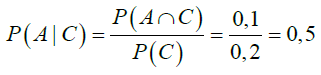 P(A|C) = P(A∩C)/P(C) = 0,1/0,2 = 0,5